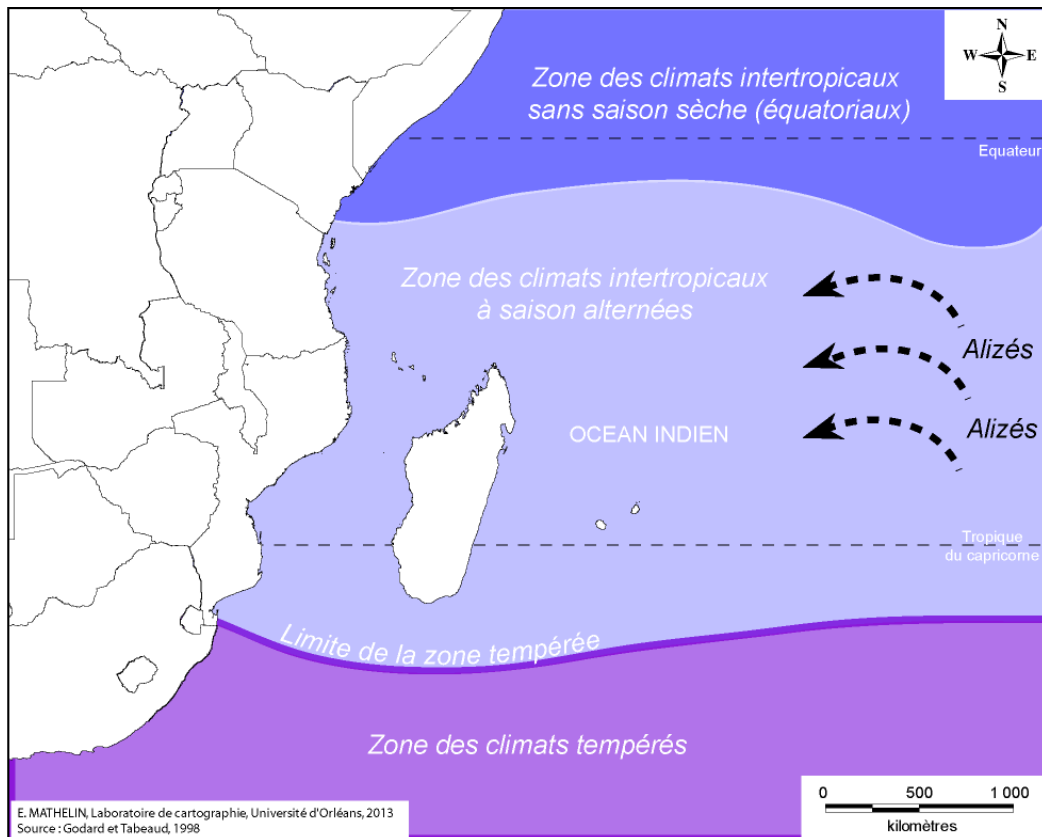 N
W E
S
Zone des climats intertropicaux
sans saison sèche (équatoriaux)
Equateur
Zone des climats intertropicaux
à saison alternées
Alizés
Alizés
OCEAN INDIEN
Tropique
du capricorne
Limite de la zone tempérée
Zone des climats tempérés
0 500 1 000
kilomètres
E. MATHELIN, Laboratoire de cartographie, Université d'Orléans, 2013
Source : Godard et Tabeaud, 1998